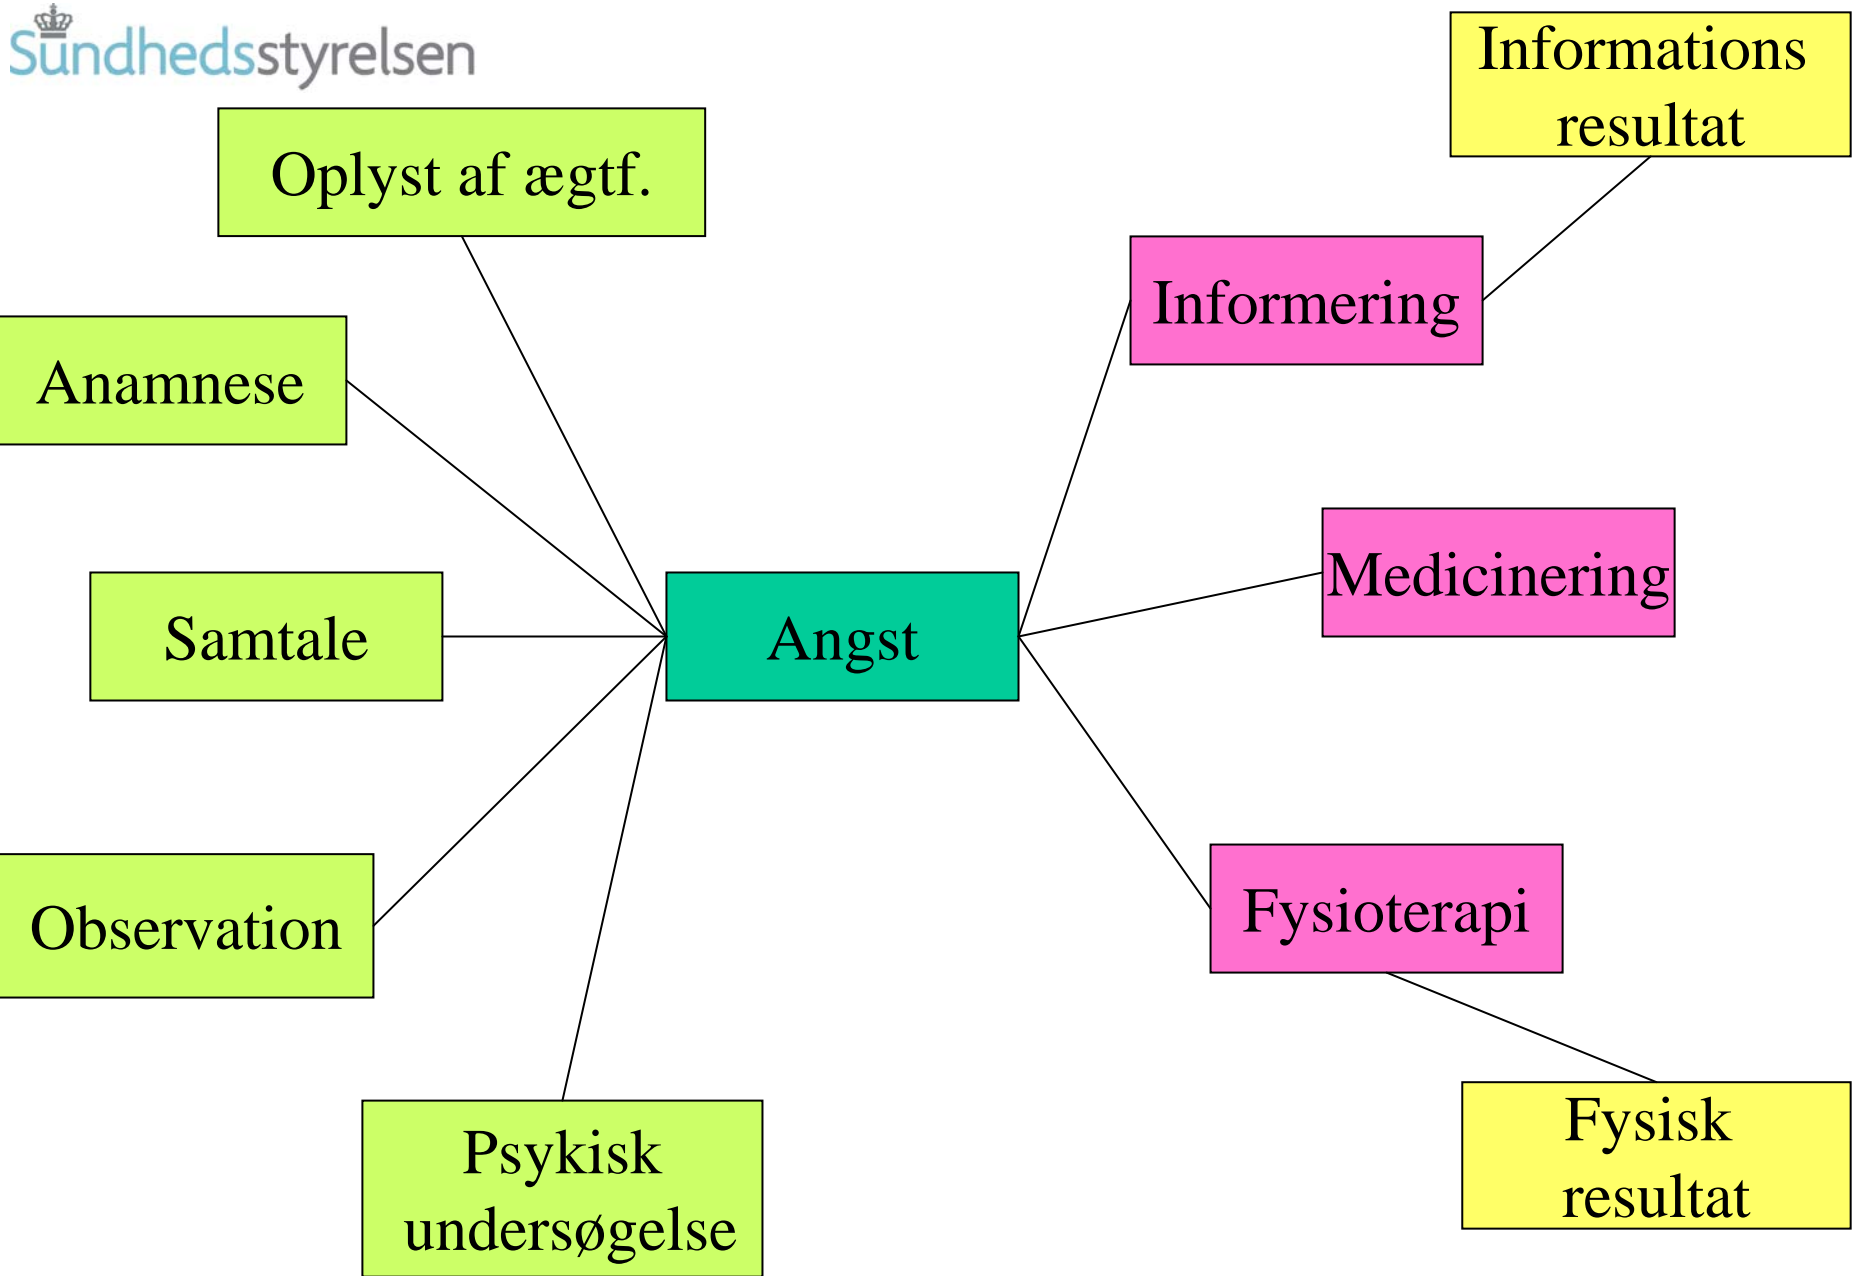 Sundhedsstyrelsen
Informations
resultat
Oplyst af ægtf.
Informering
Anamnese
Medicinering
Samtale
Angst
Observation
Fysioterapi
Psykisk
undersøgelse
Fysisk
resultat